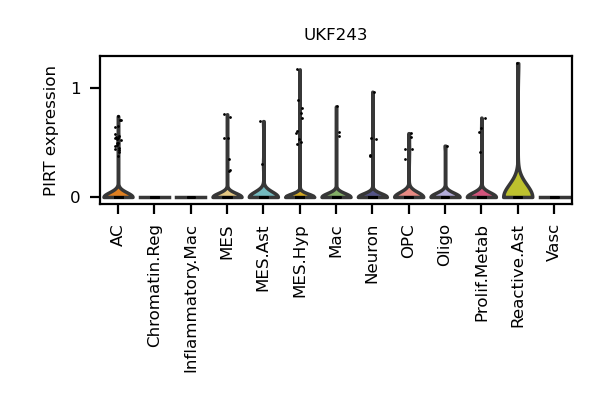 UKF243
PIRT expression
1
0
AC
Chromatin.Reg
Inflammatory.Mac
MES
MES.Ast
MES.Hyp
Mac
Neuron
OPC
Oligo
Prolif.Metab
Reactive.Ast
Vasc